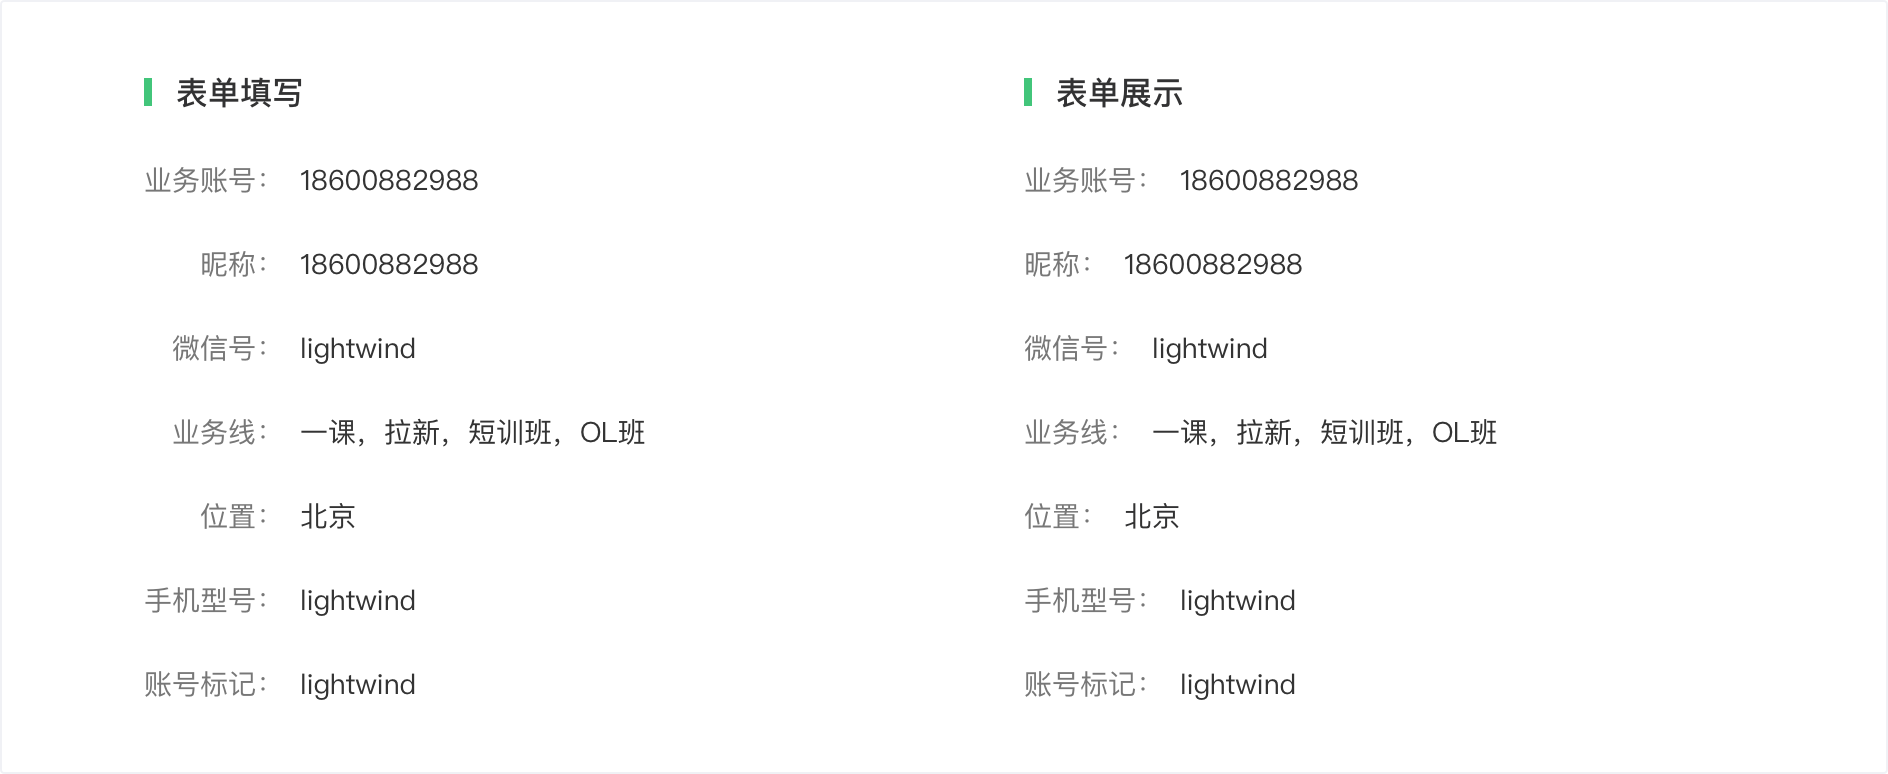 表单填写
业务账号： 18600882988
昵称： 18600882988
微信号： lightwind
业务线： 一课，拉新，短训班，OL班
位置： 北京
手机型号： lightwind
账号标记： lightwind
表单展示
业务账号： 18600882988
昵称： 18600882988
微信号： lightwind
业务线： 一课，拉新，短训班，OL班
位置： 北京
手机型号： lightwind
账号标记： lightwind